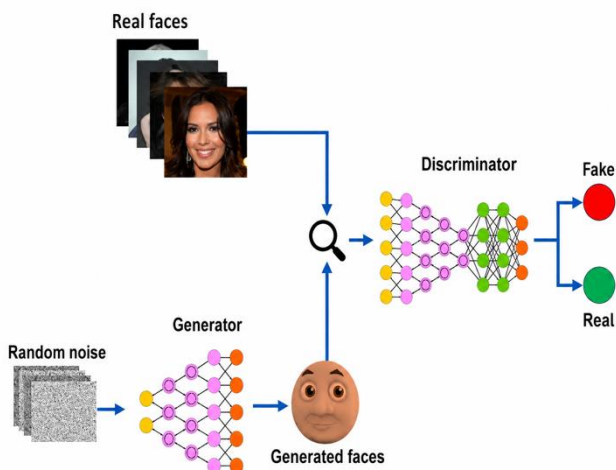 Real faces
Discriminator
Fake
Real
Generator
Random noise
Generated faces